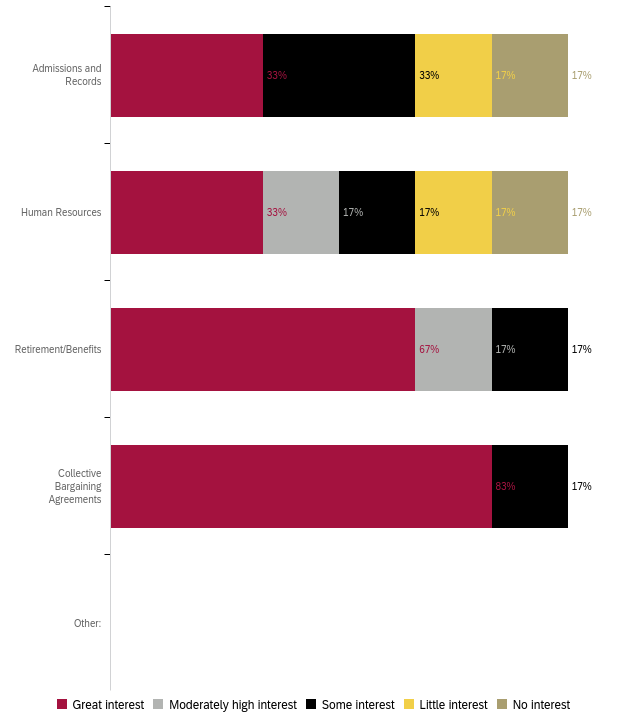 Admissions and
Records
33%
33%
17%
17%
Human Resources
33%
17%
17%
17%
17%
Retirement/Benefits
67%
17%
17%
Collective
Bargaining
Agreements
83%
17%
Other:
Great interest
Moderately high interest
Some interest
Little interest
No interest